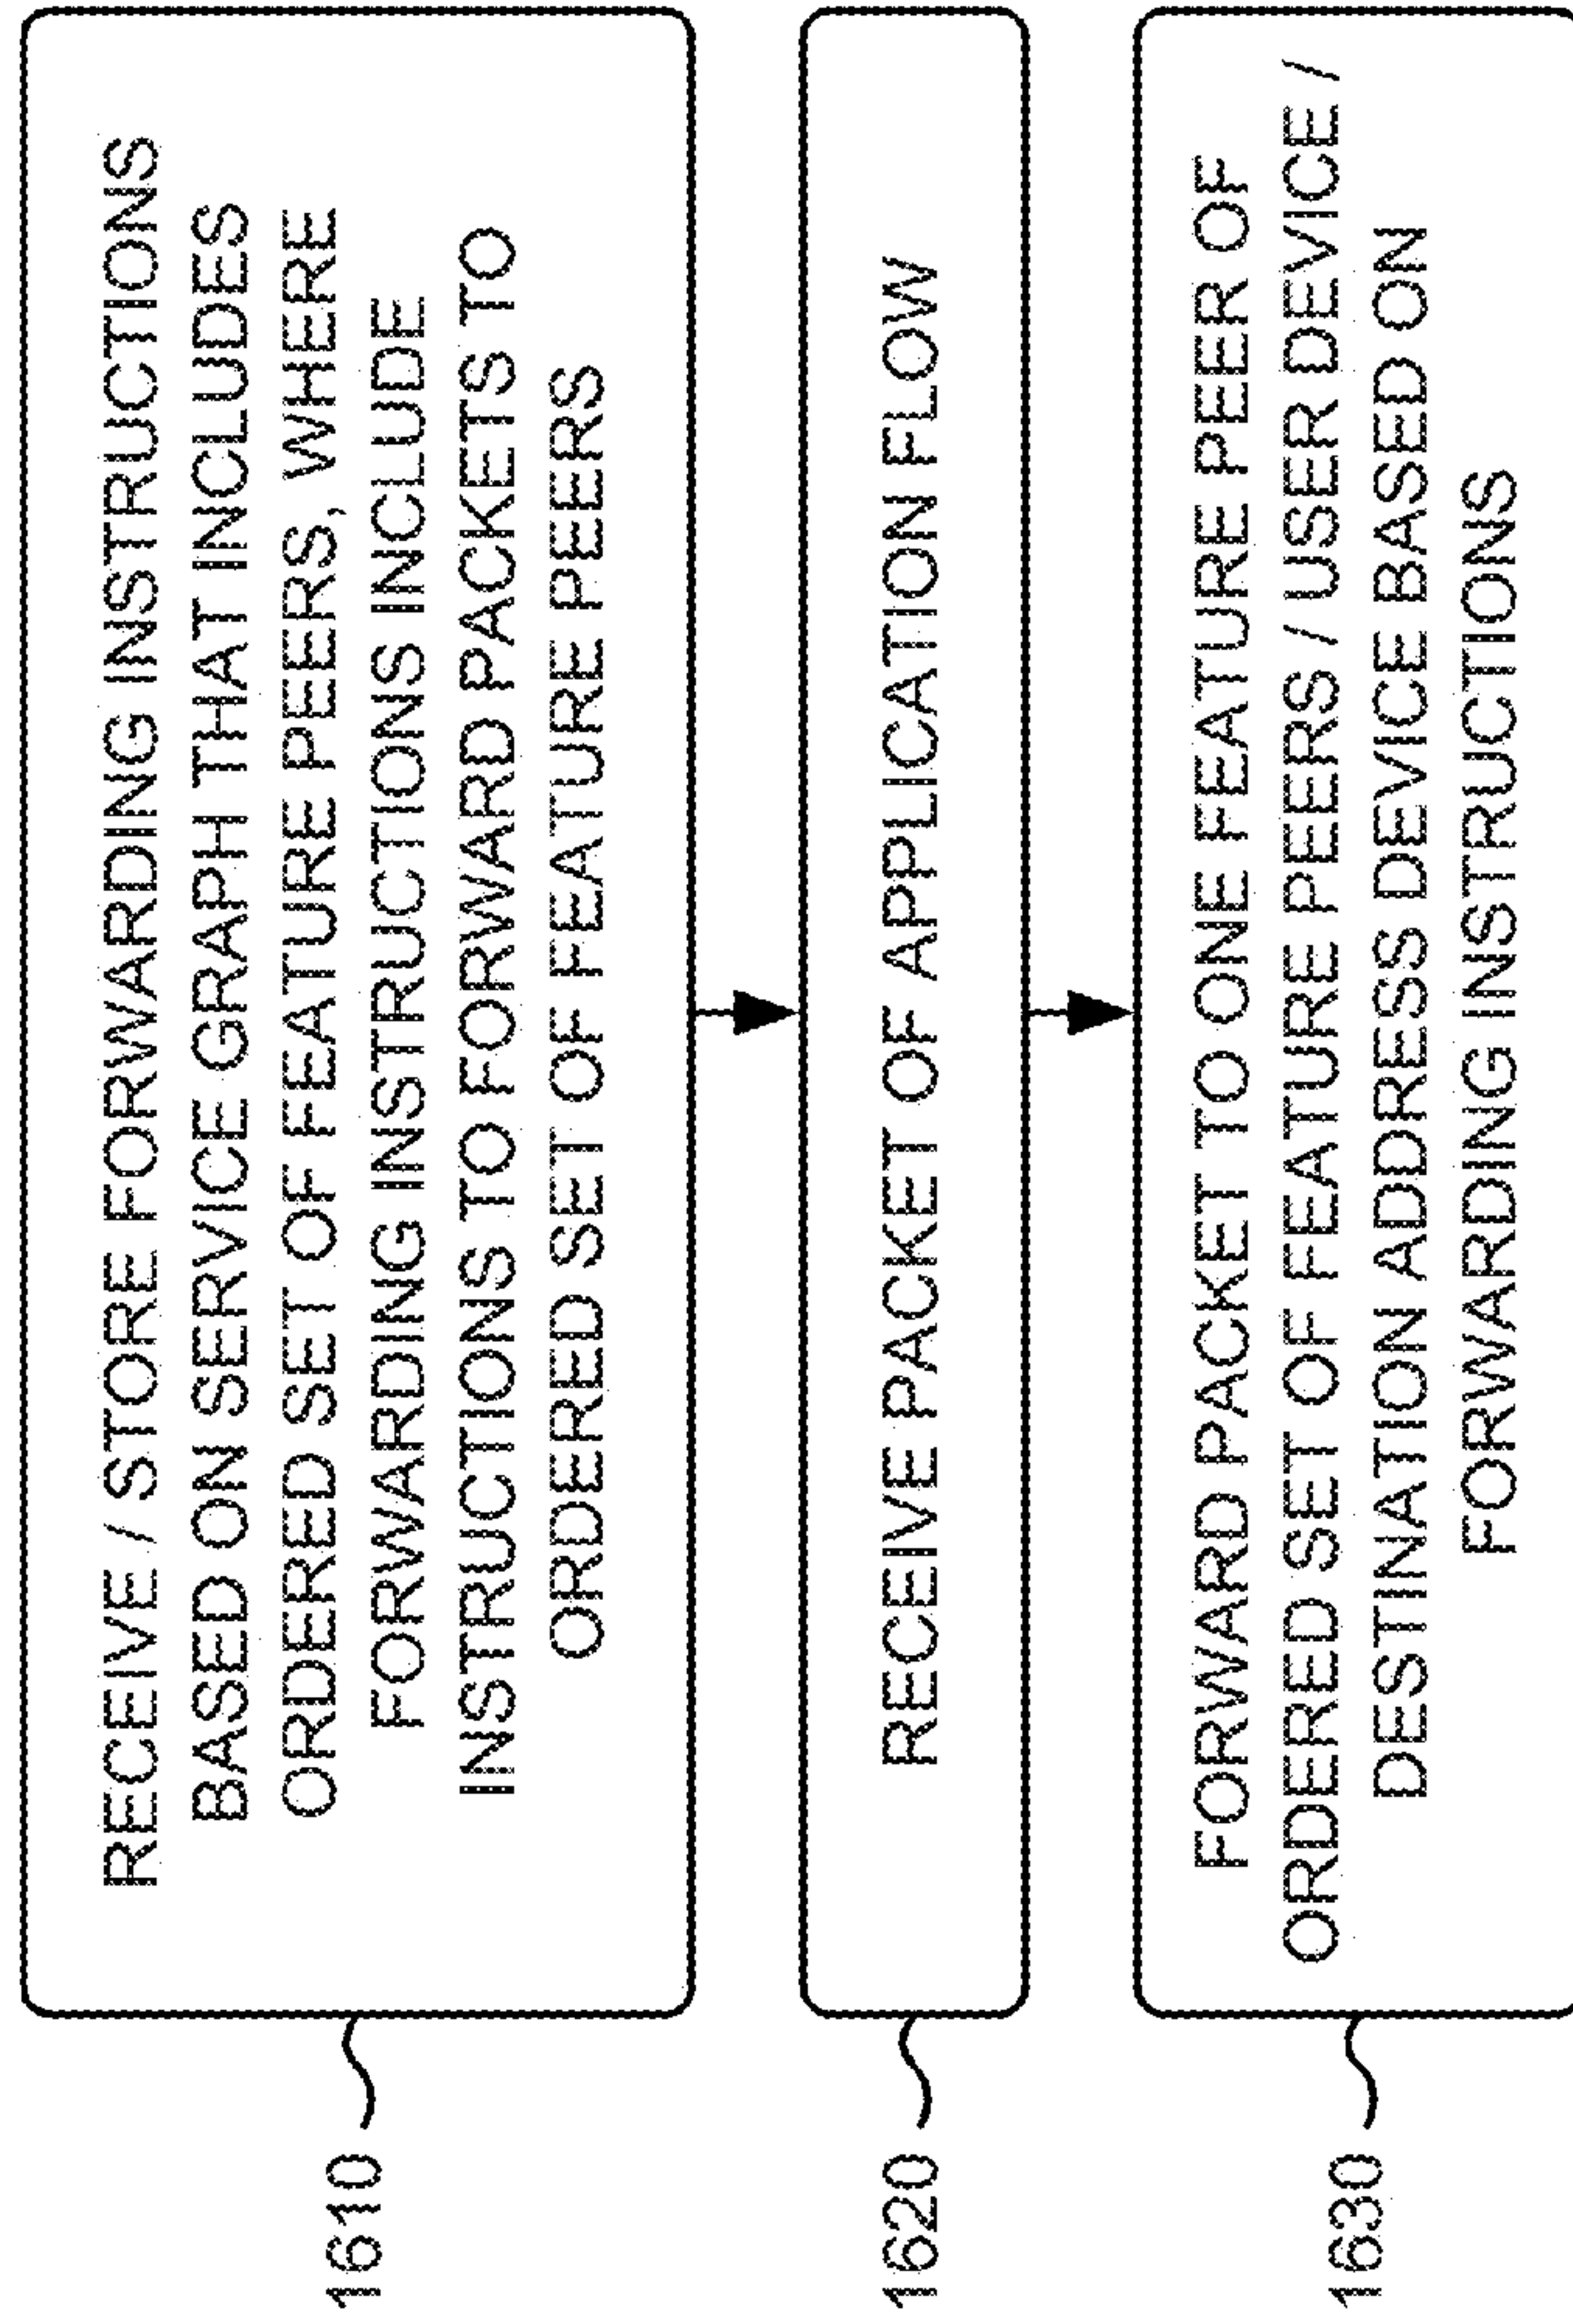 RECEIVE / STORE FORWARDING INSTRUCTIONS
BASED ON SERVICE GRAPH THAT INCLUDES
ORDERED SET OF FEATURE PEERS, WHERE
FORWARDING INSTRUCTIONS INCLUDE
INSTRUCTIONS TO FORWARD PACKETS TO
ORDERED SET OF FEATURE PEERS
1610
RECEIVE PACKET OF APPLICATION FLOW
1620
FORWARD PACKET TO ONE FEATURE PEER OF
ORDERED SET OF FEATURE PEERS / USER DEVICE /
DESTINATION ADDRESS DEVICE BASED ON
FORWARDING INSTRUCTIONS
1630